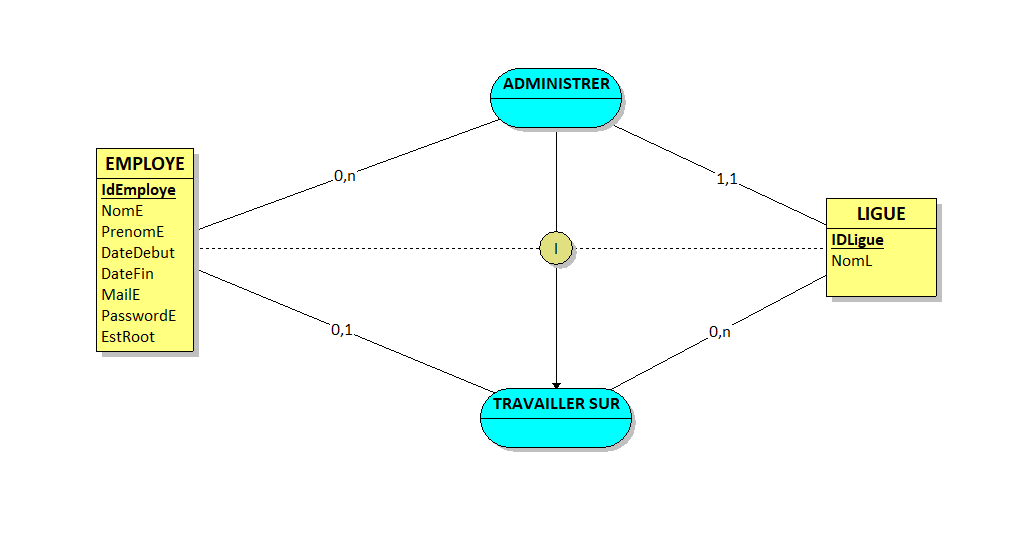 ADMINISTRER
0,n
1,1
EMPLOYE
IdEmploye
NomE
PrenomE
DateDebut
DateFin
MailE
PasswordE
EstRoot
LIGUE
IDLigue
NomL
I
0,1
0,n
TRAVAILLER SUR